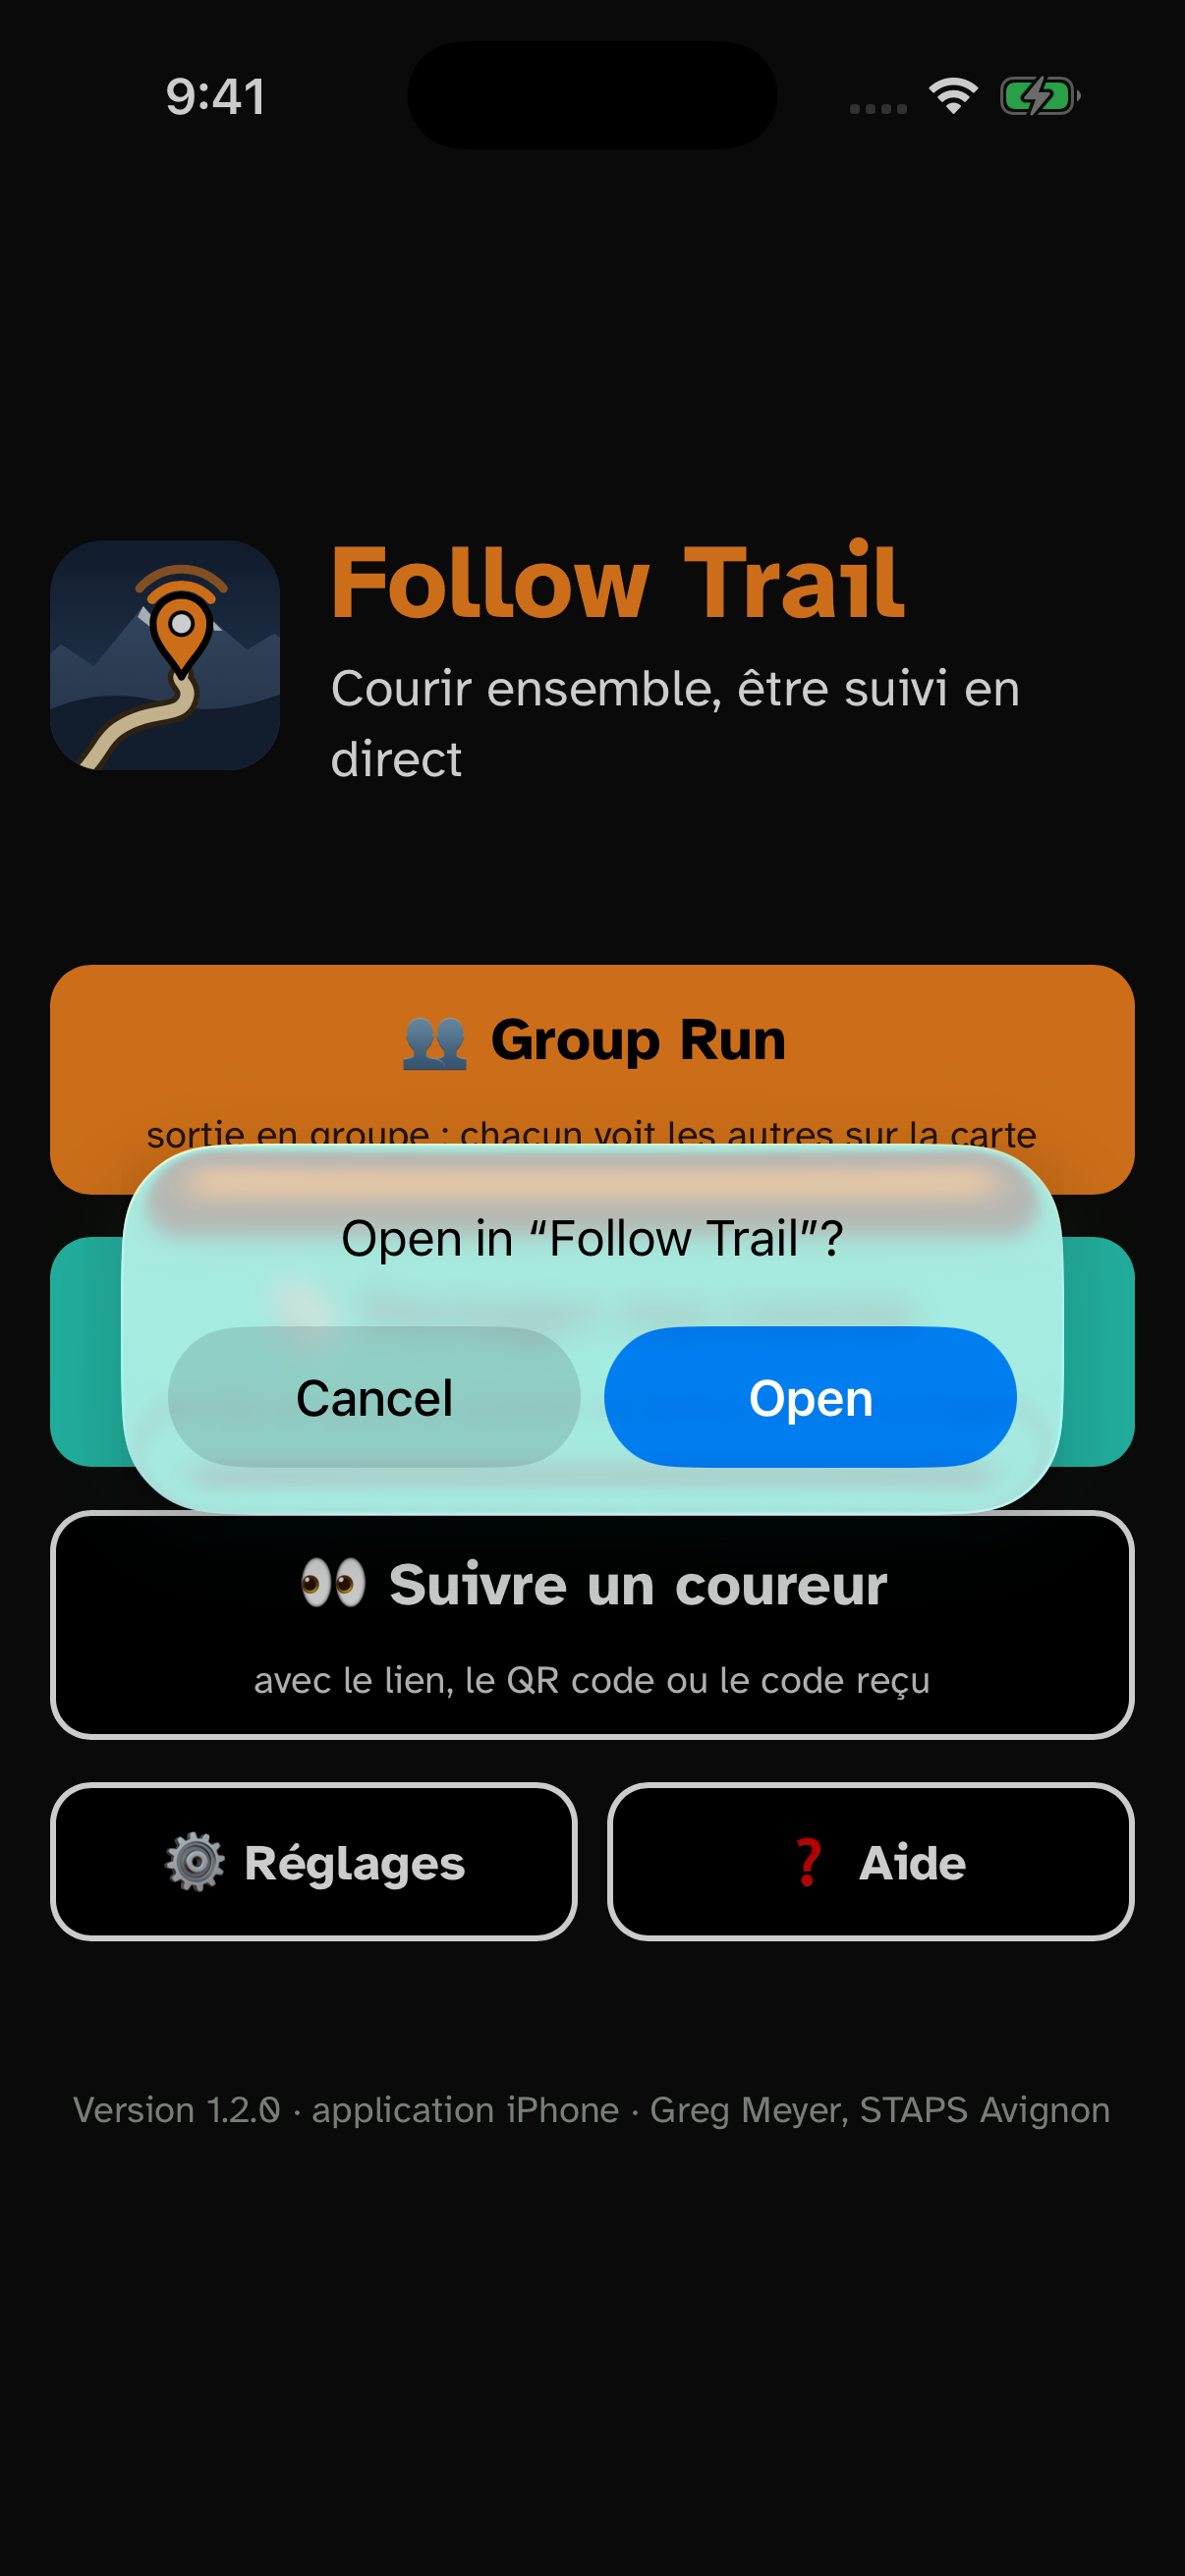 9:41
Follow Trail
Courir ensemble, être suivi en
direct
Group Run
sortie en groupe : chacun voit les autres sur la carte
Open in “Follow Trail”?
Cancel
Open
Suivre un coureur
avec le lien, le QR code ou le code reçu
Réglages
Aide
Version 1.2.0 · application iPhone · Greg Meyer, STAPS Avignon